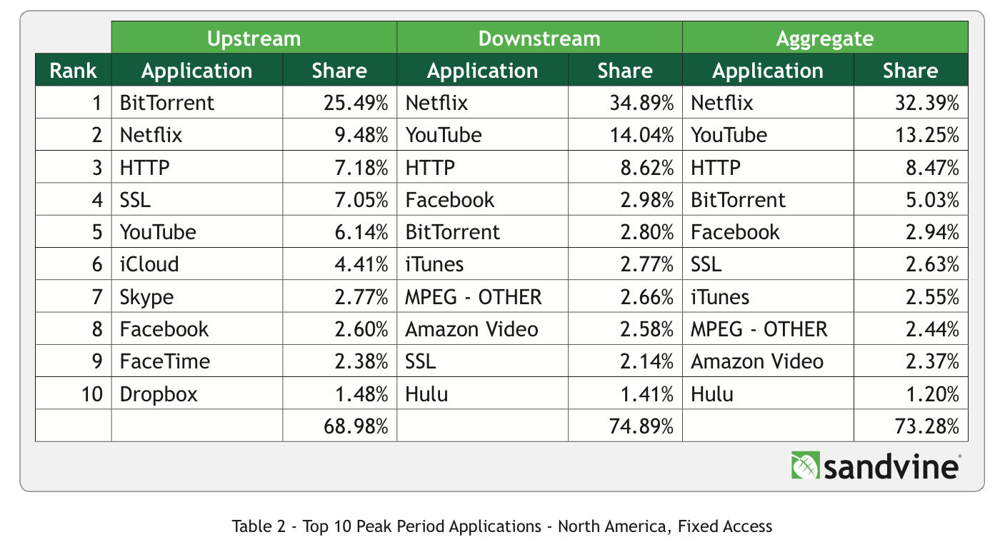 Upstream Downstream Aggregate
Rank Application Share Application Share Application Share
1 BitTorrent 25.49% Netflix 34.89% Netflix 32.39%
2 Netflix 9.48% YouTube 14.04% YouTube 13.25%
3 HTTP 7.18% HTTP 8.62% HTTP 8.47%
4 SSL 7.05% Facebook 2.98% BitTorrent 5.03%
5 YouTube 6.14% BitTorrent 2.80% Facebook 2.94%
6 iCloud 4.41% iTunes 2.77% SSL 2.63%
7 Skype 2.77% MPEG - OTHER 2.66% iTunes 2.55%
8 Facebook 2.60% Amazon Video 2.58% MPEG - OTHER 2.44%
9 FaceTime 2.38% SSL 2.14% Amazon Video 2.37%
10 Dropbox 1.48% Hulu 1.41% Hulu 1.20%
68.98% 74.89% 73.28%
sandvine®
Table 2 - Top 10 Peak Period Applications - North America, Fixed Access